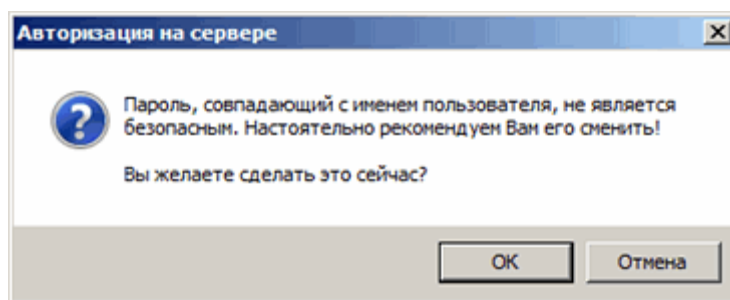 Авторизация на сервере
Пароль, совпадающий с именем пользователя, не является
безопасным. Настоятельно рекомендуем Вам его сменить!
Вы желаете сделать это сейчас?
OK
Отмена